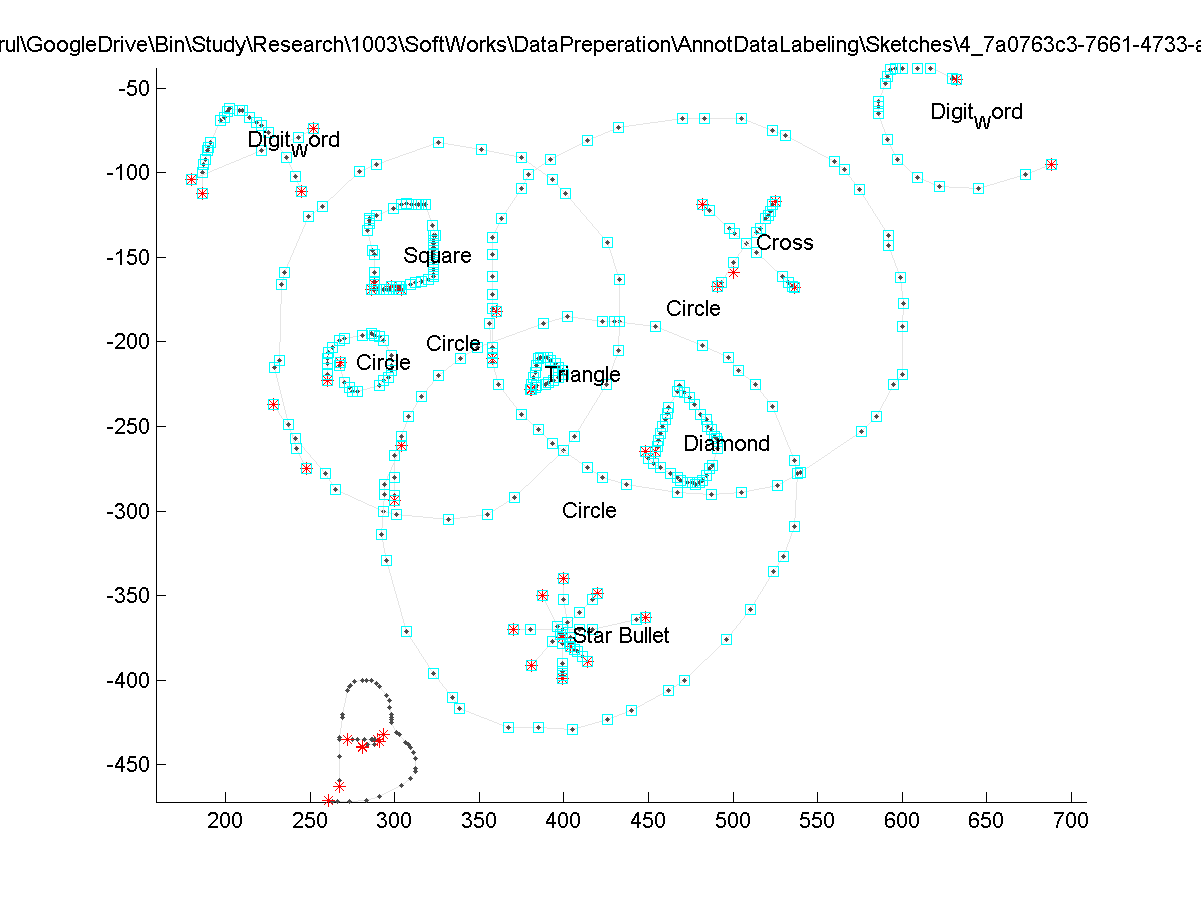 rul\GoogleDrive\Bin\Study\Research\1003\SoftWorks\DataPreperation\AnnotDataLabeling\Sketches\4_7a0763c3-7661-4733-a
-50
-100
-150
-200
-250
-300
-350
-400
-450
Digit_word
Digit_word
Cross
Square
Circle
Circle
Circle
Triangle
Diamond
Circle
Star Bullet
B
200 250 300 350 400 450 500 550 600 650 700